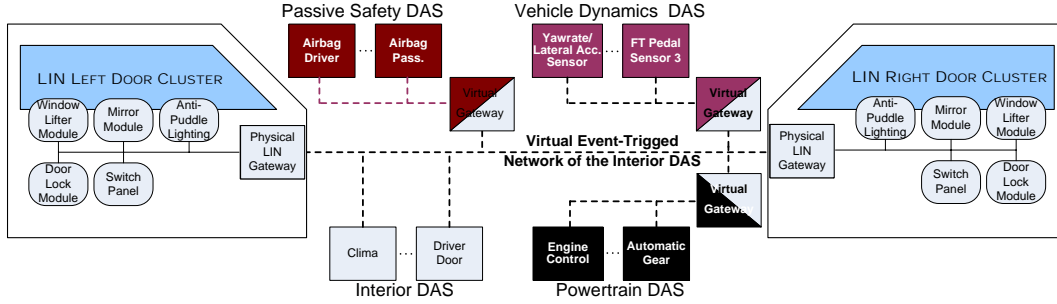 Passive Safety DAS
Vehicle Dynamics DAS
Airbag
Driver
...
Airbag
Pass.
Yawrate/
Lateral Acc.
Sensor
...
FT Pedal
Sensor 3
LIN LEFT DOOR CLUSTER
LIN RIGHT DOOR CLUSTER
Window
Lifter
Module
Mirror
Module
Anti-
Puddle
Lighting
Virtual
Gateway
Virtual
Gateway
Anti-
Puddle
Lighting
Mirror
Module
Window
Lifter
Module
Physical
LIN
Gateway
Virtual Event-Trigged
Network of the Interior DAS
Physical
LIN
Gateway
Door
Lock
Module
Switch
Panel
Virtual
Gateway
Switch
Panel
Door
Lock
Module
Clima
...
Driver
Door
Engine
Control
...
Automatic
Gear
Interior DAS
Powertrain DAS